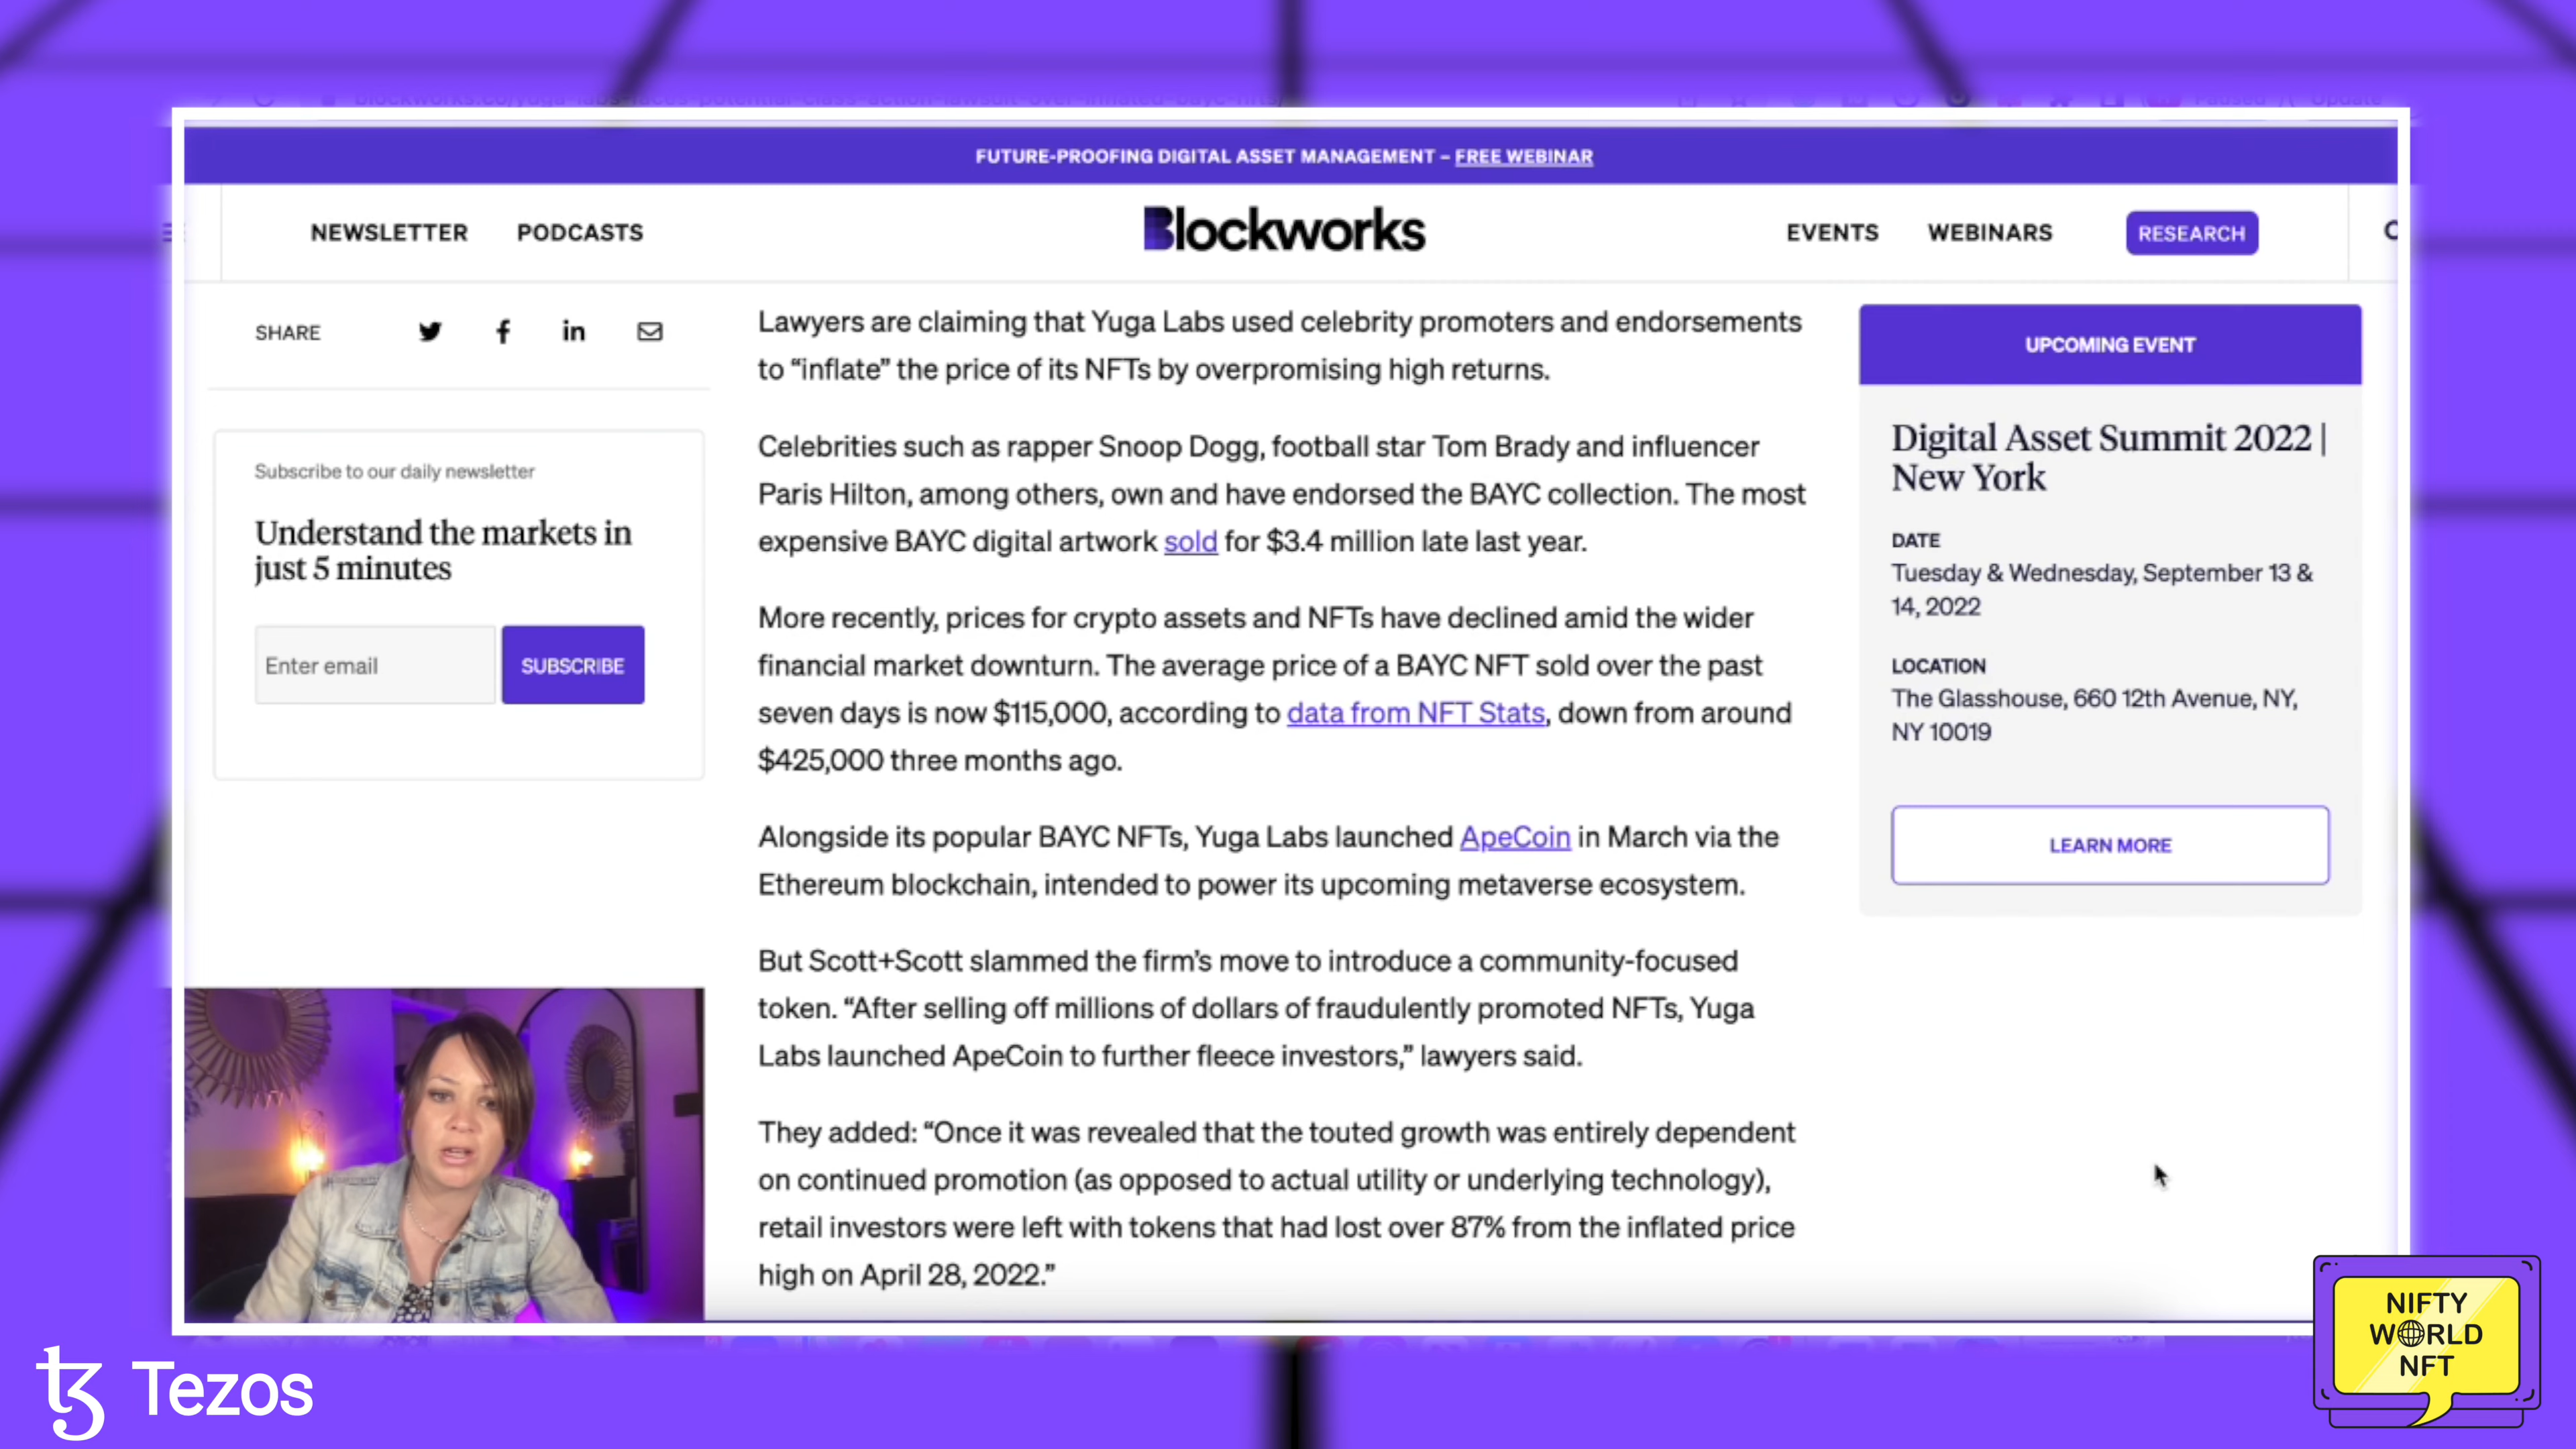 FUTURE-PROOFING DIGITAL ASSET MANAGEMENT – FREE WEBINAR
NEWSLETTER PODCASTS Blockworks EVENTS WEBINARS RESEARCH
SHARE
Subscribe to our daily newsletter
Understand the markets in
just 5 minutes
Enter email SUBSCRIBE
Lawyers are claiming that Yuga Labs used celebrity promoters and endorsements
to “inflate” the price of its NFTs by overpromising high returns.
Celebrities such as rapper Snoop Dogg, football star Tom Brady and influencer
Paris Hilton, among others, own and have endorsed the BAYC collection. The most
expensive BAYC digital artwork sold for $3.4 million late last year.
More recently, prices for crypto assets and NFTs have declined amid the wider
financial market downturn. The average price of a BAYC NFT sold over the past
seven days is now $115,000, according to data from NFT Stats, down from around
$425,000 three months ago.
Alongside its popular BAYC NFTs, Yuga Labs launched ApeCoin in March via the
Ethereum blockchain, intended to power its upcoming metaverse ecosystem.
But Scott+Scott slammed the firm’s move to introduce a community-focused
token. “After selling off millions of dollars of fraudulently promoted NFTs, Yuga
Labs launched ApeCoin to further fleece investors,” lawyers said.
They added: “Once it was revealed that the touted growth was entirely dependent
on continued promotion (as opposed to actual utility or underlying technology),
retail investors were left with tokens that had lost over 87% from the inflated price
high on April 28, 2022.”
UPCOMING EVENT
Digital Asset Summit 2022 |
New York
DATE
Tuesday & Wednesday, September 13 &
14, 2022
LOCATION
The Glasshouse, 660 12th Avenue, NY,
NY 10019
LEARN MORE
Tezos
NIFTY
WORLD
NFT